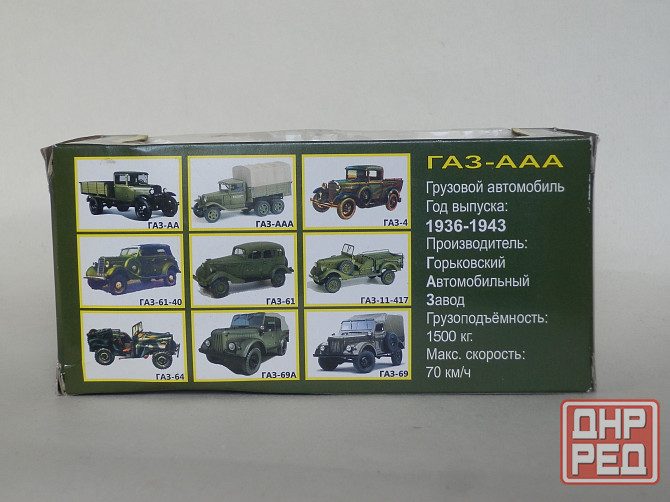 ГАЗ-АА
ГАЗ-ААА
ГАЗ-4
ГАЗ-61-40
ГАЗ-61
ГАЗ-11-417
ГАЗ-64
ГАЗ-69А
ГАЗ-69
ГАЗ-ААА
Грузовой автомобиль
Год выпуска:
1936-1943
Производитель:
Горьковский
Автомобильный
Завод
Грузоподъёмность:
1500 кг.
Макс. скорость:
70 км/ч
ДНР
РЕД